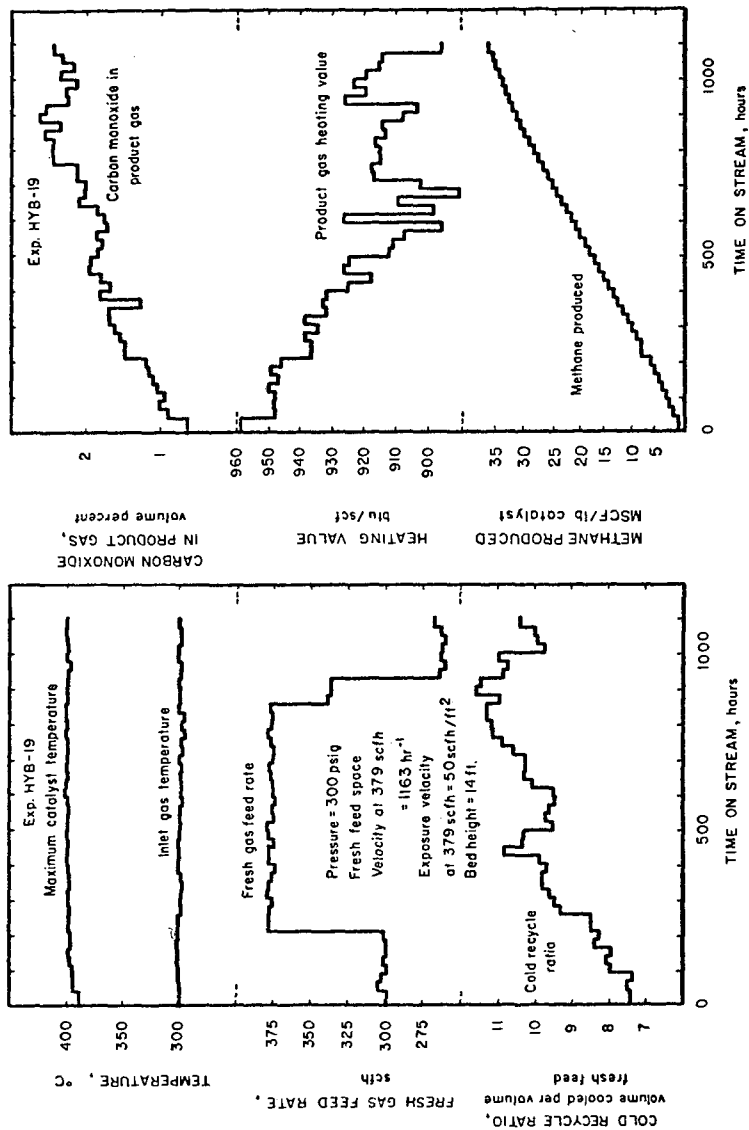 Exp. HYB-19
Maximum catalyst temperature
Inlet gas temperature
400
300
TEMPERATURE, °C
Fresh gas feed rate
Pressure = 300 psig
Fresh feed space
Velocity at 379 scfh
= 1163 hr⁻¹
Exposure velocity
at 379 scfh = 50 scfh/ft²
Bed height = 14 ft.
375
350
325
300
275
FRESH GAS FEED RATE,
scfh
Cold recycle
ratio
11
10
9
8
7
COLD RECYCLE RATIO,
volume cooled per volume
fresh feed
0
500
1000
TIME ON STREAM, hours
Exp. HYB-19
Carbon monoxide in
product gas
2
1
CARBON MONOXIDE
IN PRODUCT GAS,
volume percent
Product gas heating value
960
950
940
930
920
910
900
HEATING VALUE
btu/scf
Methane produced
35
30
25
20
15
10
5
METHANE PRODUCED
MSCF/lb catalyst
0
500
1000
TIME ON STREAM, hours